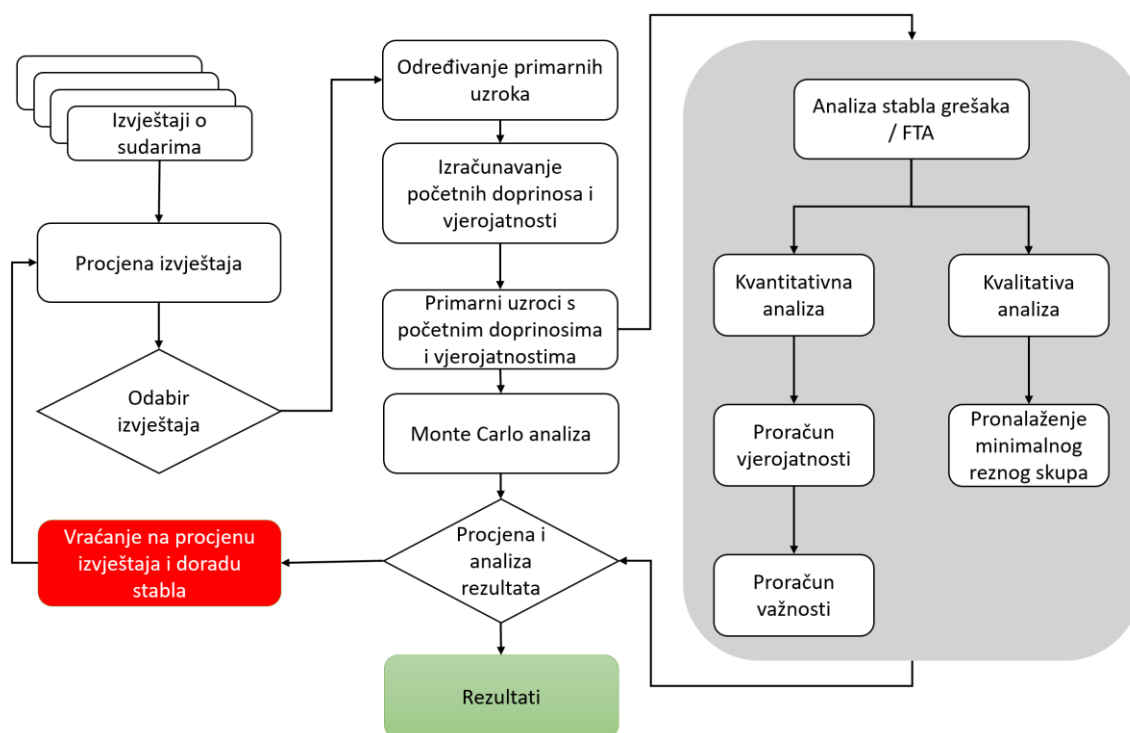 Izvještaji o
sudarima
Procjena izvještaja
Odabir
izvještaja
Vraćanje na procjenu
izvještaja i doradu
stabla
Određivanje primarnih
uzroka
Izračunavanje
početnih doprinosa i
vjerojatnosti
Primarni uzroci s
početnim doprinosima
i vjerojatnostima
Monte Carlo analiza
Procjena i
analiza
rezultata
Rezultati
Analiza stabla grešaka
/ FTA
Kvantitativna
analiza
Proračun
vjerojatnosti
Proračun
važnosti
Kvalitativa
analiza
Pronalaženje
minimalnog
reznog skupa